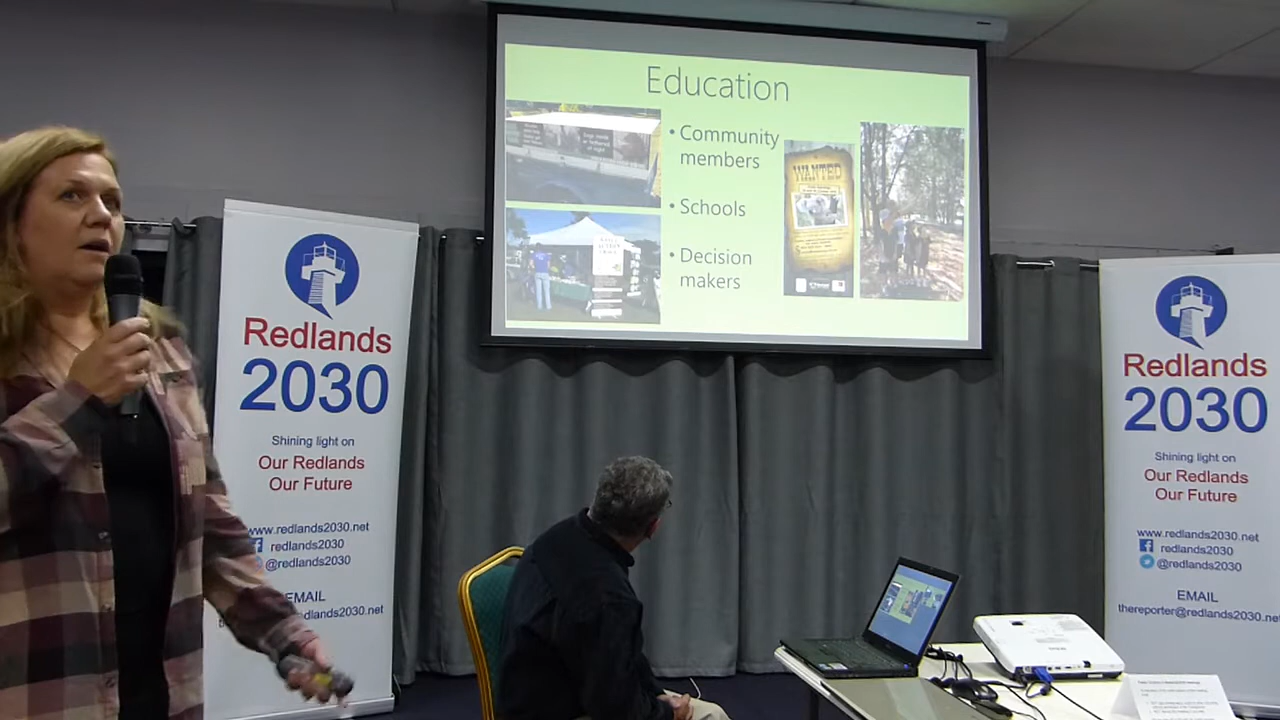 Education
• Community
members
• Schools
• Decision
makers
WANTED
Redlands
2030
Shining light on
Our Redlands
Our Future
www.redlands2030.net
redlands2030
@redlands2030
EMAIL
redlands2030.net
Redlands
2030
Shining light on
Our Redlands
Our Future
www.redlands2030.net
redlands2030
@redlands2030
EMAIL
thereporter@redlands2030.net